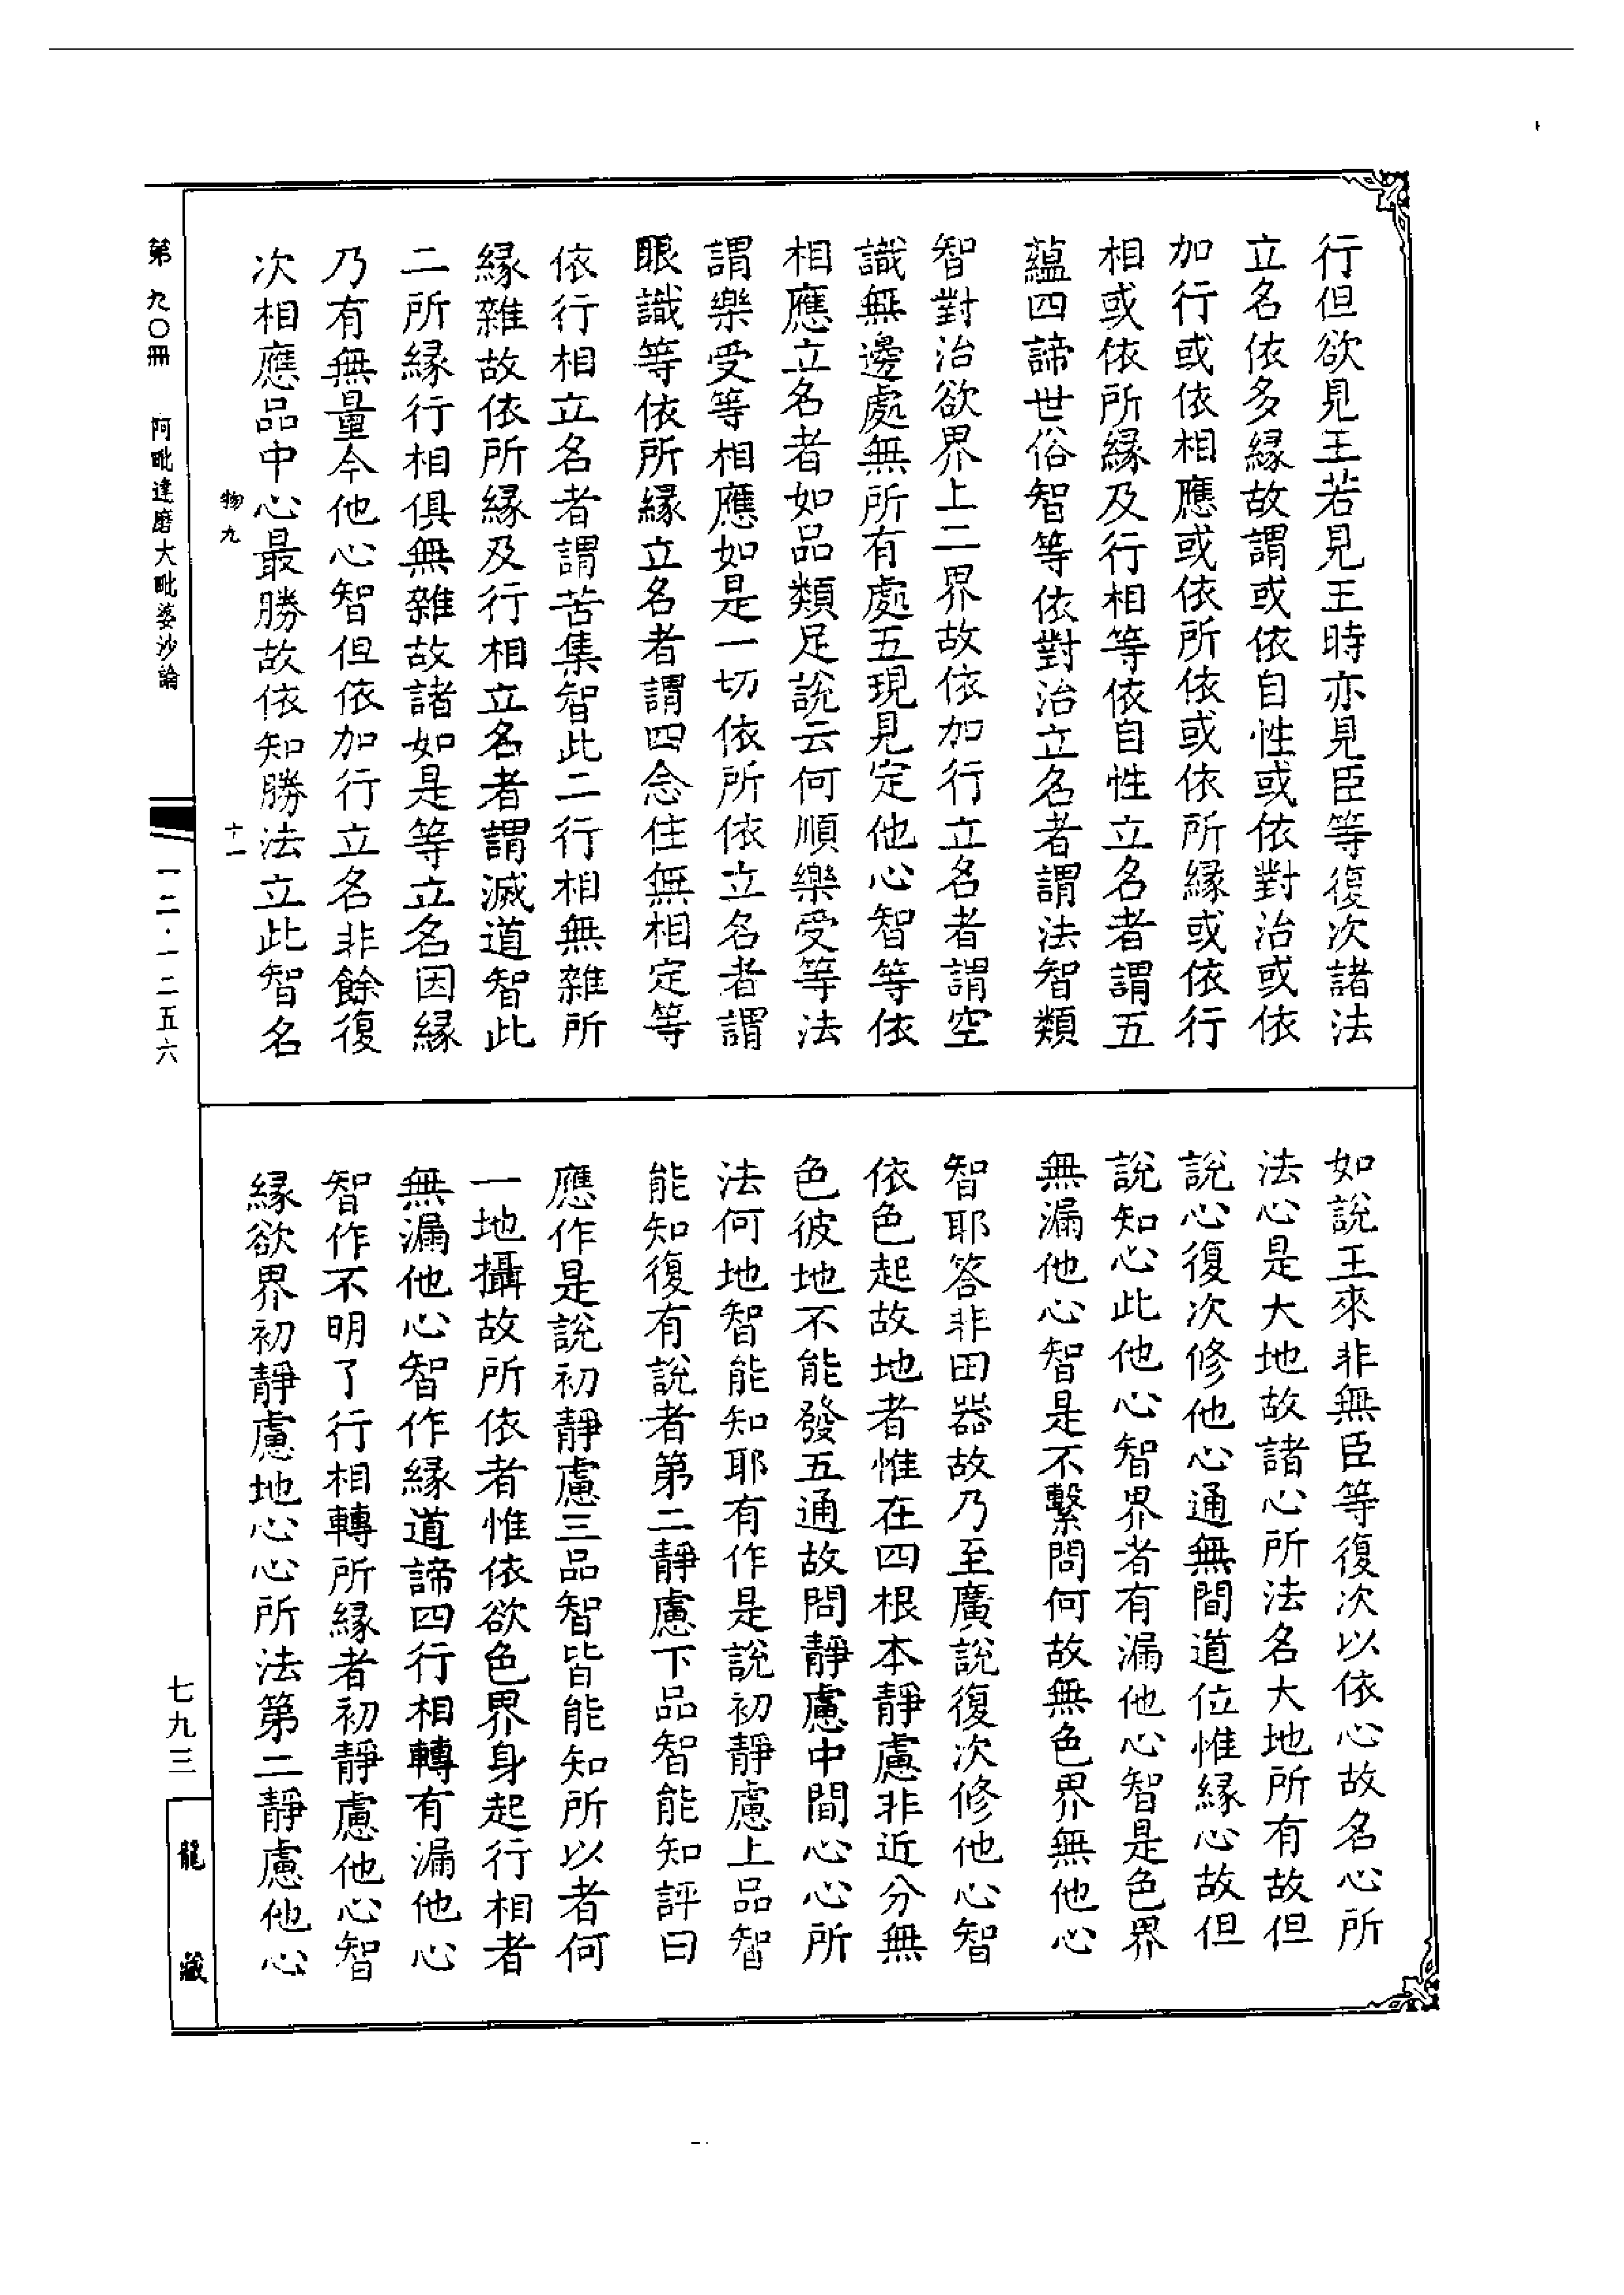 行但欲見王若見王時亦見臣等復次諸法
立名依多縁故謂或依自性或依對治或依
加行或依相應或依所依或依所縁或依行
相或依所縁及行相等依自性立名者謂五
蘊四諦世俗智等依對治立名者謂法智類
智對治欲界上二界故依加行立名者謂空
識無邊處無所有處五現見定他心智等依
相應立名者如品類足說云何順樂受等法
謂樂受等相應如是一切依所依立名者謂
眼識等依所縁立名者謂四念住無相定等
依行相立名者謂苦集智此二行相無雜所
縁雜故依所縁及行相立名者謂滅道智此
二所縁行相俱無雜故諸如是等立名因縁
乃有無量今他心智但依加行立名非餘復
次相應品中心最勝故依知勝法立此智名
物九
十一
如說王來非無臣等復次以依心故名心所
法心是大地故諸心所法名大地所有故但
說心復次修他心通無間道位惟縁心故但
說知心此他心智界者有漏他心智是色界
無漏他心智是不繫問何故無色界無他心
智耶答非田器故乃至廣說復次修他心智
依色起故地者惟在四根本靜慮非近分無
色彼地不能發五通故問靜慮中間心心所
法何地智能知耶有作是說初靜慮上品智
能知復有說者第二靜慮下品智能知評曰
應作是說初靜慮三品智皆能知所以者何
一地攝故所依者惟依欲色界身起行相者
無漏他心智作縁道諦四行相轉有漏他心
智作不明了行相轉所縁者初靜慮他心智
縁欲界初靜慮地心心所法第二靜慮他心
第九〇冊
阿毗達磨大毗婆沙論
一二·一二五六
七九三
龍藏